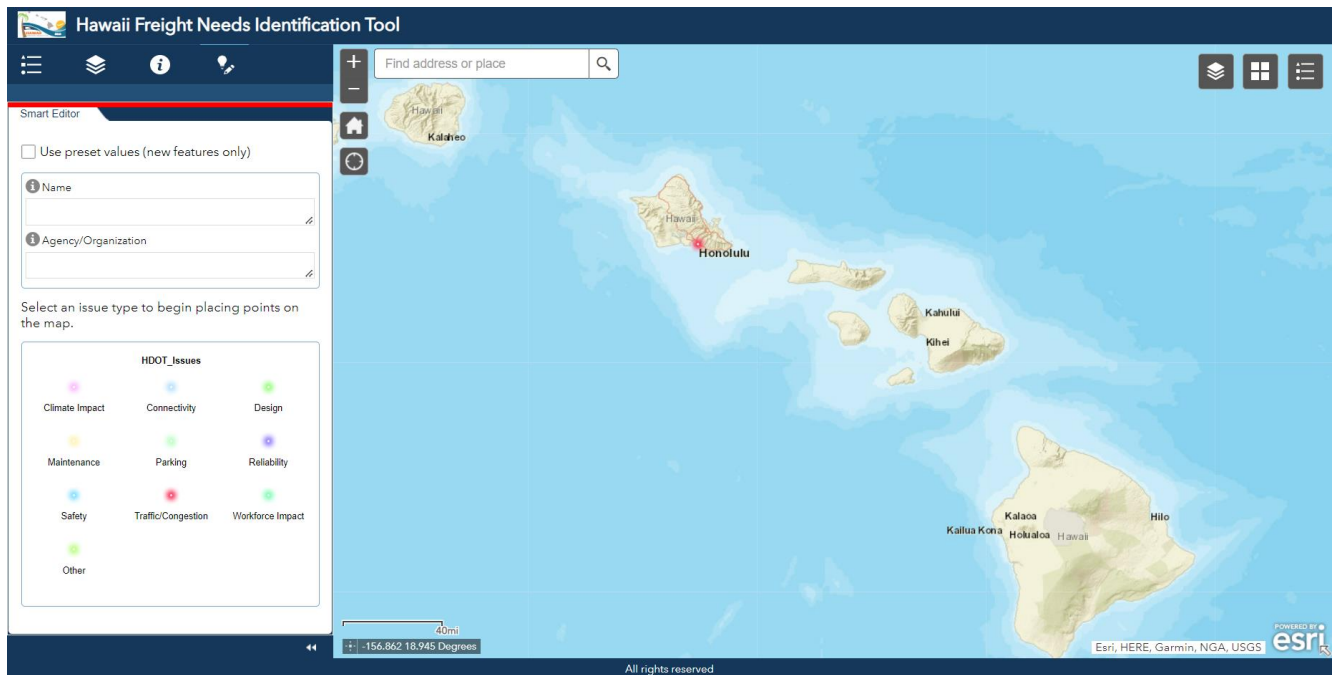 Hawaii Freight Needs Identification Tool
Find address or place
Smart Editor
Use preset values (new features only)
Name
Agency/Organization
Select an issue type to begin placing points on
the map.
HDOT_Issues
Climate Impact
Connectivity
Design
Maintenance
Parking
Reliability
Safety
Traffic/Congestion
Workforce Impact
Other
Hawaii
Kalaheo
Hawaii
Honolulu
Kahului
Kihei
Kalaoa
Hilo
Kailua Kona
Holualoa
Hawaii
40mi
-156.862 18.945 Degrees
Esri, HERE, Garmin, NGA, USGS
POWERED BY
esri
All rights reserved